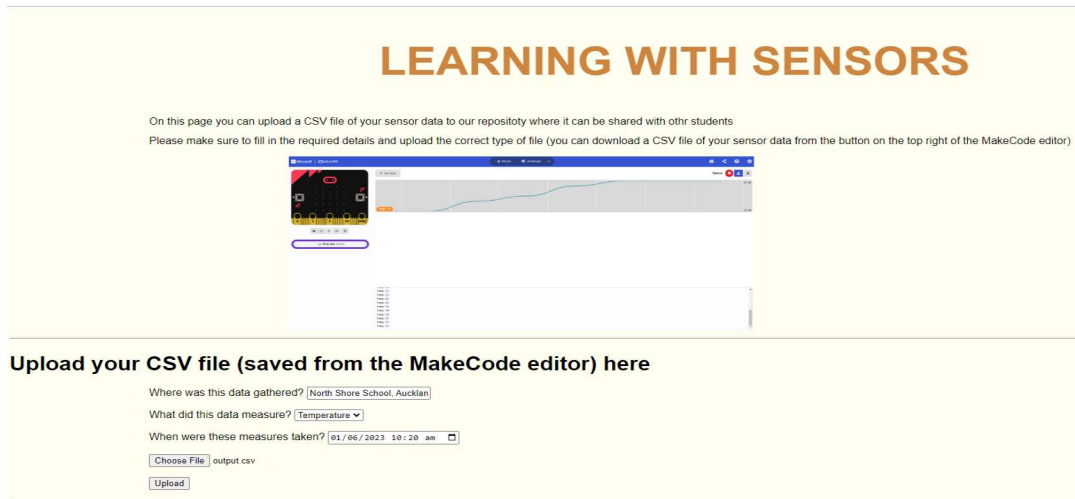 LEARNING WITH SENSORS
On this page you can upload a CSV file of your sensor data to our repositoty where it can be shared with othr students
Please make sure to fill in the required details and upload the correct type of file (you can download a CSV file of your sensor data from the button on the top right of the MakeCode editor)
Microsoft
Upload your CSV file (saved from the MakeCode editor) here
Where was this data gathered? North Shore School, Aucklan
What did this data measure? Temperature
When were these measures taken? 01/06/2023 10:20 am
Choose File output.csv
Upload